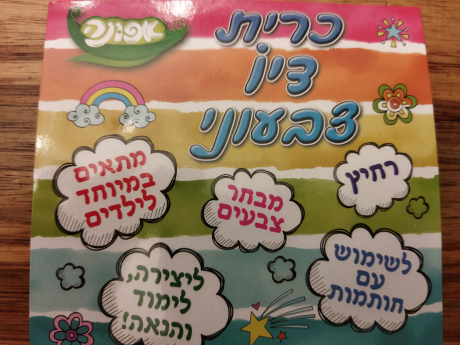 אפונה
כרית
דיו
צבעוני
מתאים
במיוחד
לילדים
מבחר
צבעים
רחיץ
ליצירה,
לימוד
והנאה!
לשימוש
עם
חותמות